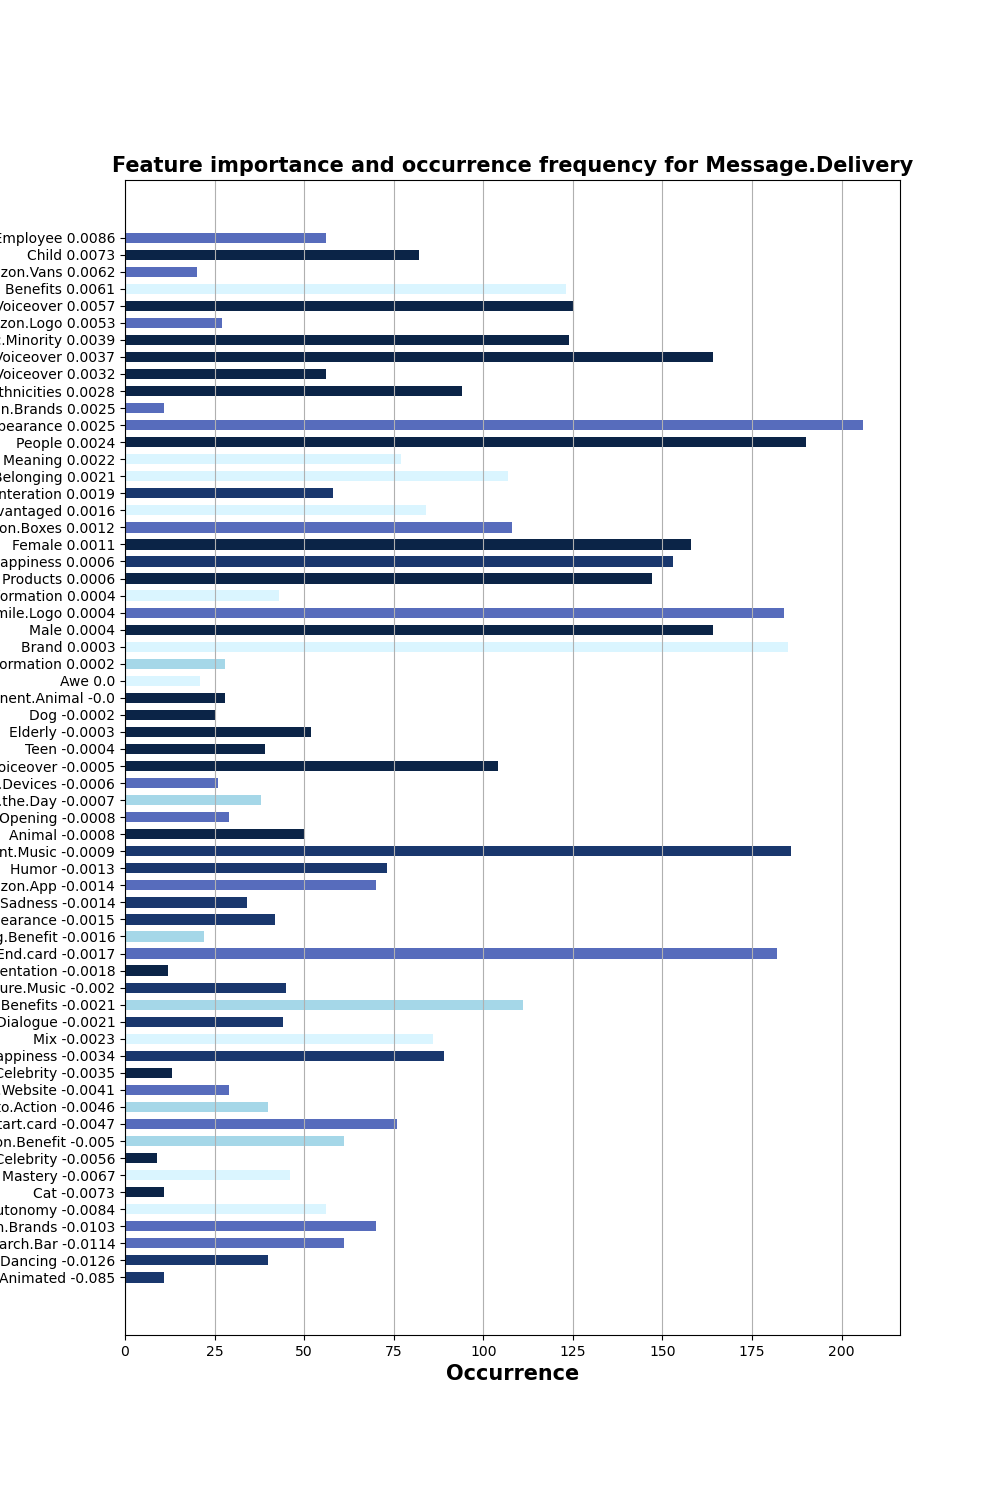 Feature importance and occurrence frequency for Message.Delivery
Employee 0.0086
Child 0.0073
zon.Vans 0.0062
Benefits 0.0061
Voiceover 0.0057
zon.Logo 0.0053
.Minority 0.0039
Voiceover 0.0037
Voiceover 0.0032
thnicities 0.0028
n.Brands 0.0025
pearance 0.0025
People 0.0024
Meaning 0.0022
Belonging 0.0021
nteration 0.0019
vantaged 0.0016
on.Boxes 0.0012
Female 0.0011
appiness 0.0006
Products 0.0006
ormation 0.0004
mile.Logo 0.0004
Male 0.0004
Brand 0.0003
ormation 0.0002
Awe 0.0
nent.Animal -0.0
Dog -0.0002
Elderly -0.0003
Teen -0.0004
oiceover -0.0005
.Devices -0.0006
.the.Day -0.0007
Opening -0.0008
Animal -0.0008
nt.Music -0.0009
Humor -0.0013
zon.App -0.0014
Sadness -0.0014
earance -0.0015
g.Benefit -0.0016
End.card -0.0017
entation -0.0018
ure.Music -0.002
Benefits -0.0021
Dialogue -0.0021
Mix -0.0023
appiness -0.0034
Celebrity -0.0035
.Website -0.0041
to.Action -0.0046
tart.card -0.0047
on.Benefit -0.005
Celebrity -0.0056
Mastery -0.0067
Cat -0.0073
utonomy -0.0084
n.Brands -0.0103
arch.Bar -0.0114
Dancing -0.0126
Animated -0.085
0 25 50 75 100 125 150 175 200
Occurrence